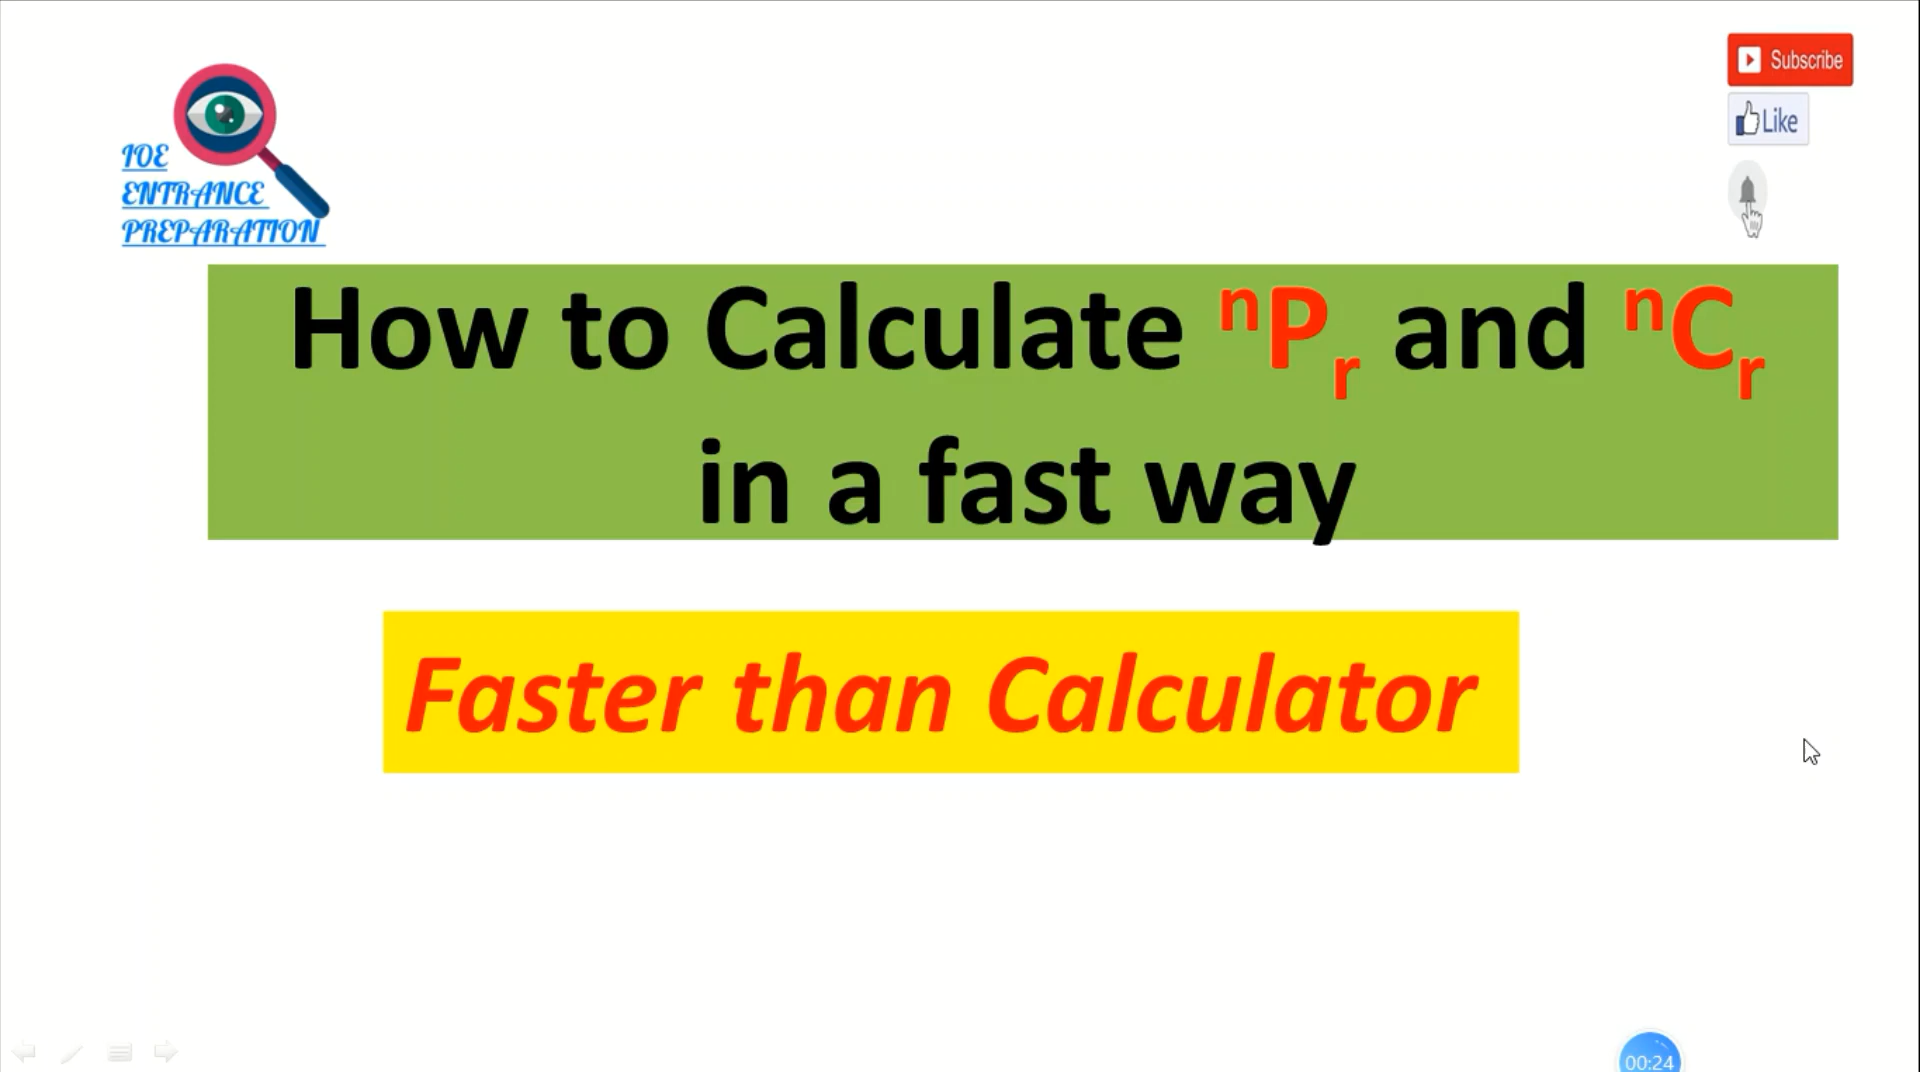 IOE
ENTRANCE
PREPARATION
Subscribe
Like
How to Calculate ⁿPᵣ and ⁿCᵣ
in a fast way
Faster than Calculator
00:24